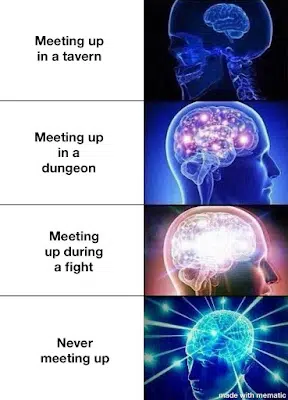 Meeting up
in a tavern
Meeting up
in a
dungeon
Meeting
up during
a fight
Never
meeting up
made with mematic